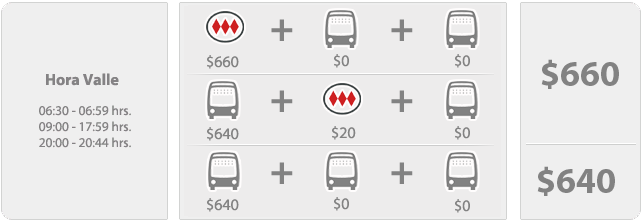 Hora Valle
06:30 - 06:59 hrs.
09:00 - 17:59 hrs.
20:00 - 20:44 hrs.
+ +
$660 $0 $0
+ +
$640 $20 $0
+ +
$640 $0 $0
$660
$640